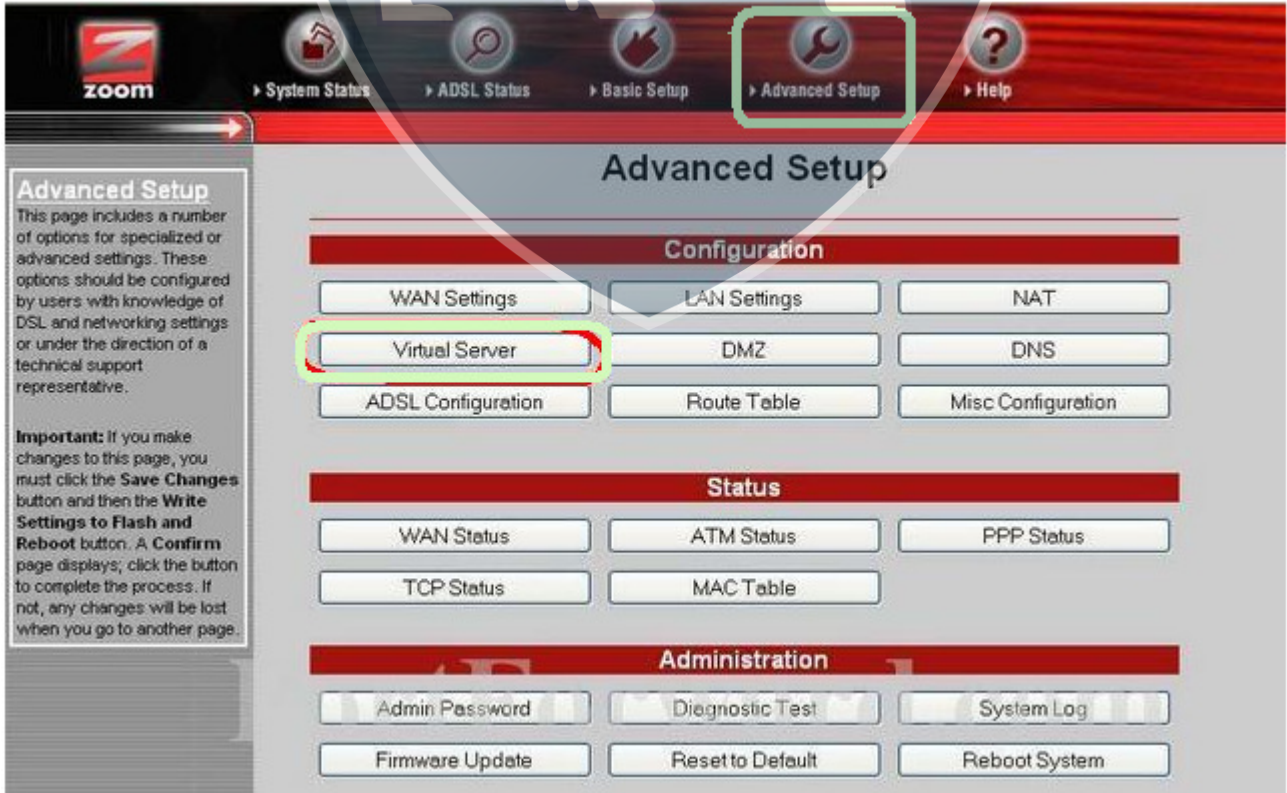 zoom
System Status
ADSL Status
Basic Setup
Advanced Setup
Help
Advanced Setup
This page includes a number
of options for specialized or
advanced settings. These
options should be configured
by users with knowledge of
DSL and networking settings
or under the direction of a
technical support
representative.
Important: If you make
changes to this page, you
must click the Save Changes
button and then the Write
Settings to Flash and
Reboot button. A Confirm
page displays; click the button
to complete the process. If
not, any changes will be lost
when you go to another page.
Advanced Setup
Configuration
WAN Settings
LAN Settings
NAT
Virtual Server
DMZ
DNS
ADSL Configuration
Route Table
Misc Configuration
Status
WAN Status
ATM Status
PPP Status
TCP Status
MAC Table
Administration
Admin Password
Diagnostic Test
System Log
Firmware Update
Reset to Default
Reboot System